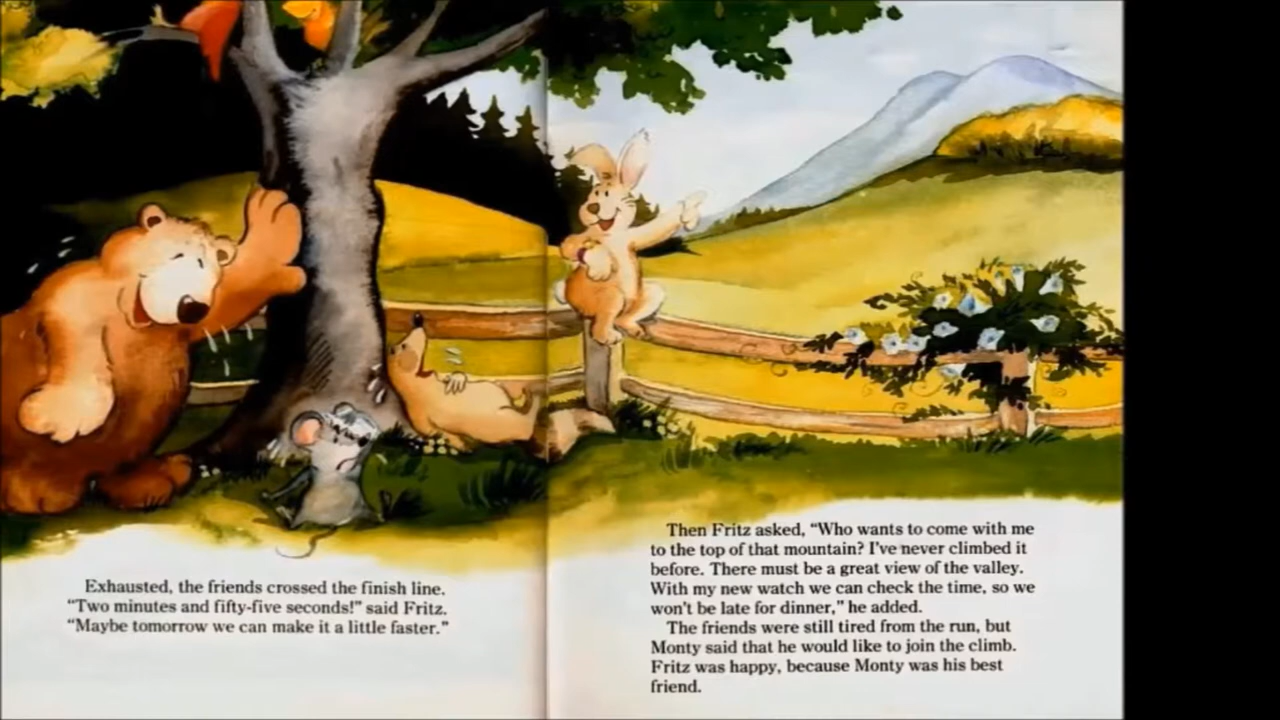 Exhausted, the friends crossed the finish line.
"Two minutes and fifty-five seconds!" said Fritz.
"Maybe tomorrow we can make it a little faster."
Then Fritz asked, "Who wants to come with me
to the top of that mountain? I've never climbed it
before. There must be a great view of the valley.
With my new watch we can check the time, so we
won't be late for dinner," he added.
The friends were still tired from the run, but
Monty said that he would like to join the climb.
Fritz was happy, because Monty was his best
friend.